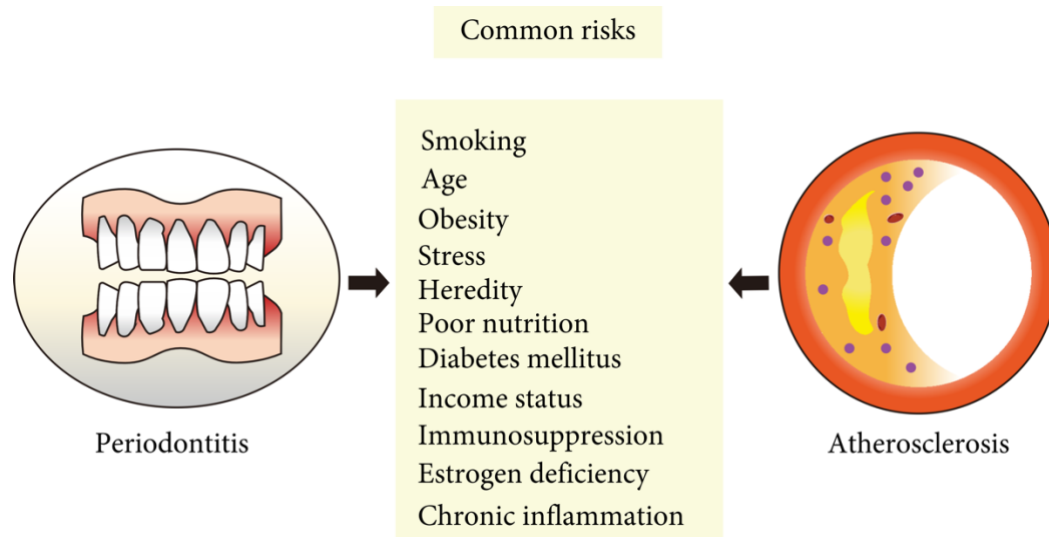 Common risks
Smoking
Age
Obesity
Stress
Heredity
Poor nutrition
Diabetes mellitus
Income status
Immunosuppression
Estrogen deficiency
Chronic inflammation
Periodontitis
Atherosclerosis